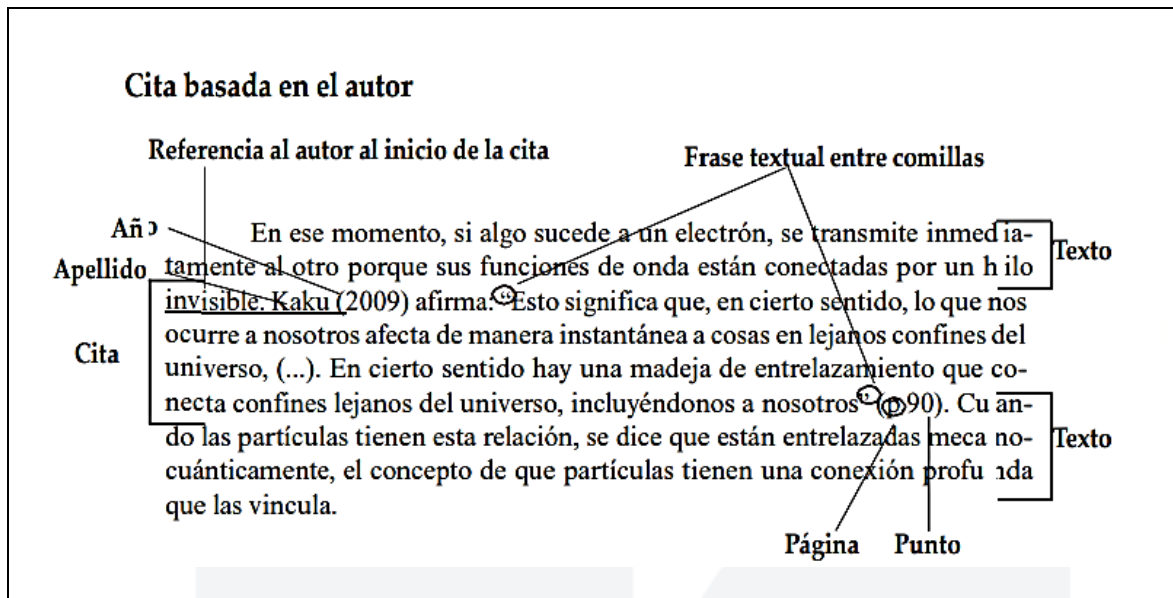 Cita basada en el autor
Referencia al autor al inicio de la cita
Frase textual entre comillas
Año
Apellido
Cita
En ese momento, si algo sucede a un electrón, se transmite inmedia-
tamente al otro porque sus funciones de onda están conectadas por un hilo
invisible. Kaku (2009) afirma: “Esto significa que, en cierto sentido, lo que nos
ocurre a nosotros afecta de manera instantánea a cosas en lejanos confines del
universo, (...). En cierto sentido hay una madeja de entrelazamiento que co-
necta confines lejanos del universo, incluyéndonos a nosotros” (p.90). Cuan-
do las partículas tienen esta relación, se dice que están entrelazadas mecano-
cuánticamente, el concepto de que partículas tienen una conexión profunda
que las vincula.
Texto
Texto
Página
Punto